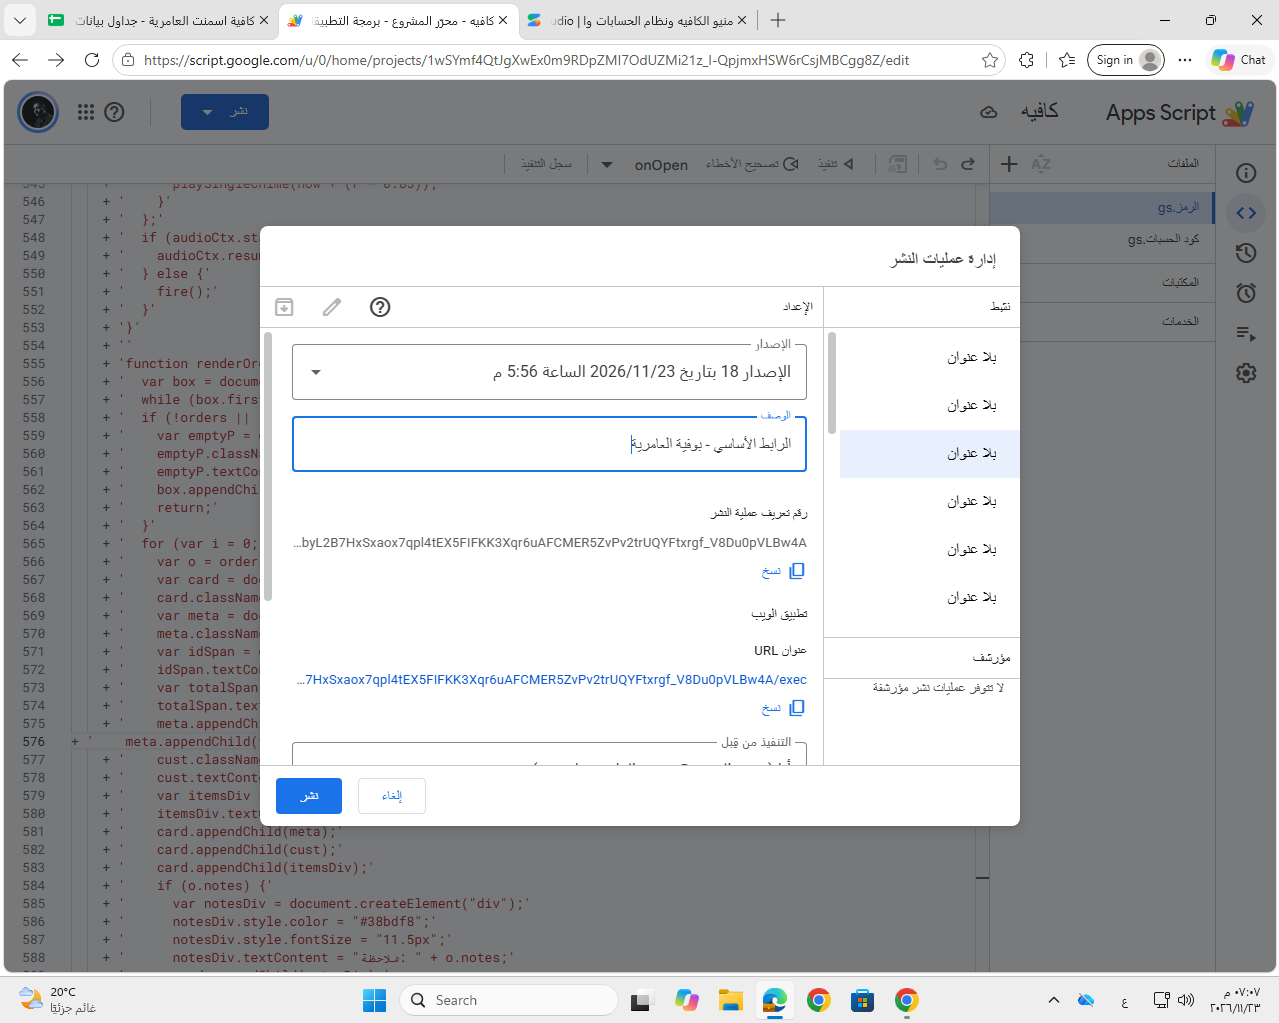 كافية اسمنت العامرية - جداول بيانات
كافيه - محرّر المشروع - برمجة التطبيقا
منيو الكافيه ونظام الحسابات وا | udio
https://script.google.com/u/0/home/projects/1wSYmf4QtJgXwEx0m9RDpZMI7OdUZMi21z_I-QpjmxHSW6rCsjMBCgg8Z/edit
Sign in
Chat
Apps Script
كافيه
نشر
الملفات
AZ
تنفيذ
تصحيح الأخطاء
onOpen
سجل التنفيذ
الرمز.gs
كود الحسبات.gs
المكتبات
الخدمات
546 + ' }'
547 + ' };'
548 + ' if (audioCtx.st
549 + ' audioCtx.resum
550 + ' } else {'
551 + ' fire();'
552 + ' }'
553 + '}'
554 + ''
555 + 'function renderOr
556 + ' var box = docume
557 + ' while (box.firs
558 + ' if (!orders ||
559 + ' var emptyP =
560 + ' emptyP.classNa
561 + ' emptyP.textCo
562 + ' box.appendChi
563 + ' return;'
564 + ' }'
565 + ' for (var i = 0;
566 + ' var o = order
567 + ' var card = do
568 + ' card.classNam
569 + ' var meta = do
570 + ' meta.classNam
571 + ' var idSpan =
572 + ' idSpan.textCo
573 + ' var totalSpan
574 + ' totalSpan.tex
575 + ' meta.appendCh
576 + ' meta.appendChild(
577 + ' cust.classNam
578 + ' cust.textCont
579 + ' var itemsDiv
580 + ' itemsDiv.text
581 + ' card.appendChild(meta);'
582 + ' card.appendChild(cust);'
583 + ' card.appendChild(itemsDiv);'
584 + ' if (o.notes) {'
585 + ' var notesDiv = document.createElement("div");'
586 + ' notesDiv.style.color = "#38bdf8";'
587 + ' notesDiv.style.fontSize = "11.5px";'
588 + ' notesDiv.textContent = "ملاحظة: " + o.notes;'
إدارة عمليات النشر
نشِط
الإعداد
بلا عنوان
بلا عنوان
بلا عنوان
بلا عنوان
بلا عنوان
بلا عنوان
مؤرشف
لا تتوفر عمليات نشر مؤرشفة
الإصدار
الإصدار 18 بتاريخ 2026/11/23 الساعة 5:56 م
الوصف
الرابط الأساسي - بوفية العامرية
رقم تعريف عملية النشر
...byL2B7HxSxaox7qpl4tEX5FIFKK3Xqr6uAFCMER5ZvPv2trUQYFtxrgf_V8Du0pVLBw4A
نسخ
تطبيق الويب
عنوان URL
...7HxSxaox7qpl4tEX5FIFKK3Xqr6uAFCMER5ZvPv2trUQYFtxrgf_V8Du0pVLBw4A/exec
نسخ
التنفيذ من قِبل
نشر
إلغاء
20°C
غائم جزئيًا
Search
ع
٠٧:٠٧ م
٢٠٢٦/١١/٢٣